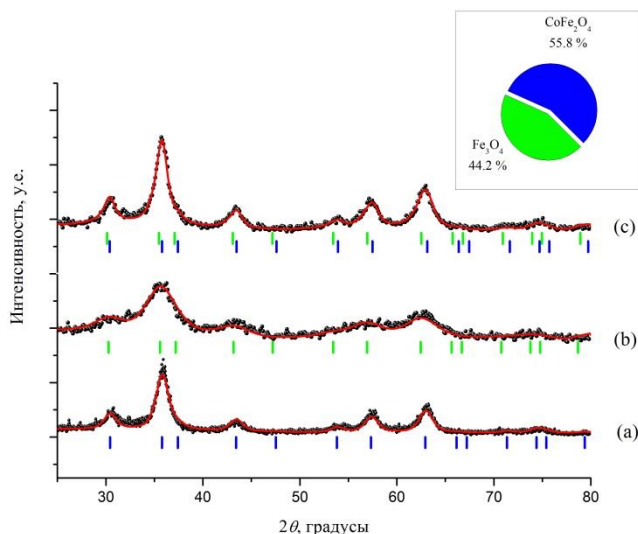 CoFe₂O₄
55.8 %
Fe₃O₄
44.2 %
Интенсивность, у.е.
(c)
(b)
(a)
30 40 50 60 70 80
2θ, градусы